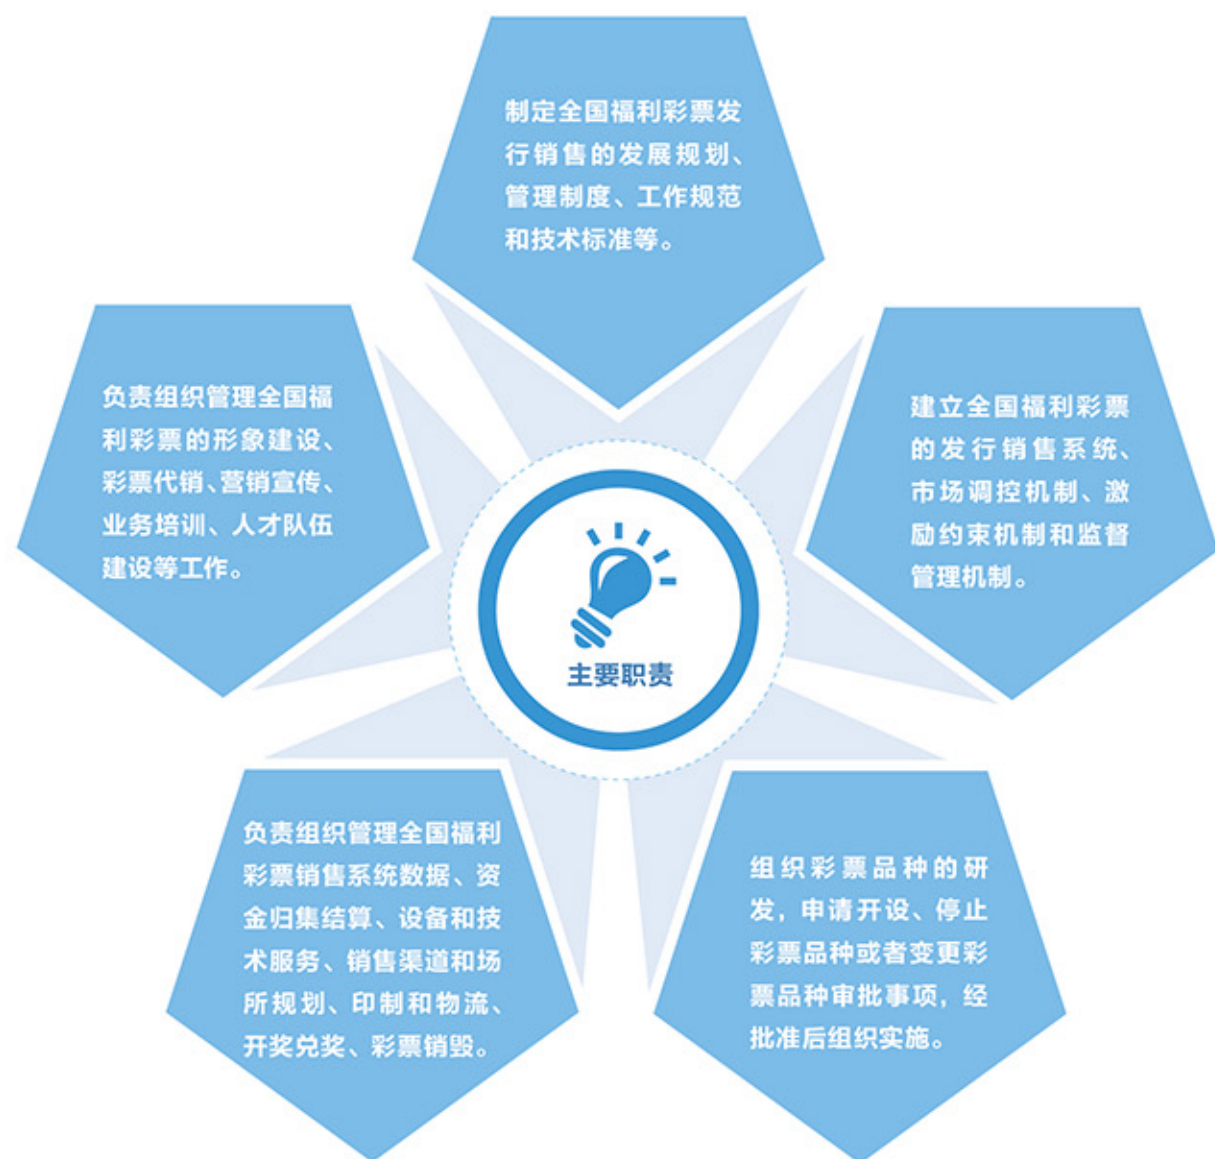 制定全国福利彩票发
行销售的发展规划、
管理制度、工作规范
和技术标准等。
建立全国福利彩票
的发行销售系统、
市场调控机制、激
励约束机制和监督
管理机制。
组织彩票品种的研
发，申请开设、停止
彩票品种或者变更彩
票品种审批事项，经
批准后组织实施。
负责组织管理全国福利
彩票销售系统数据、资
金归集结算、设备和技
术服务、销售渠道和场
所规划、印制和物流、
开奖兑奖、彩票销毁。
负责组织管理全国福
利彩票的形象建设、
彩票代销、营销宣传、
业务培训、人才队伍
建设等工作。
主要职责